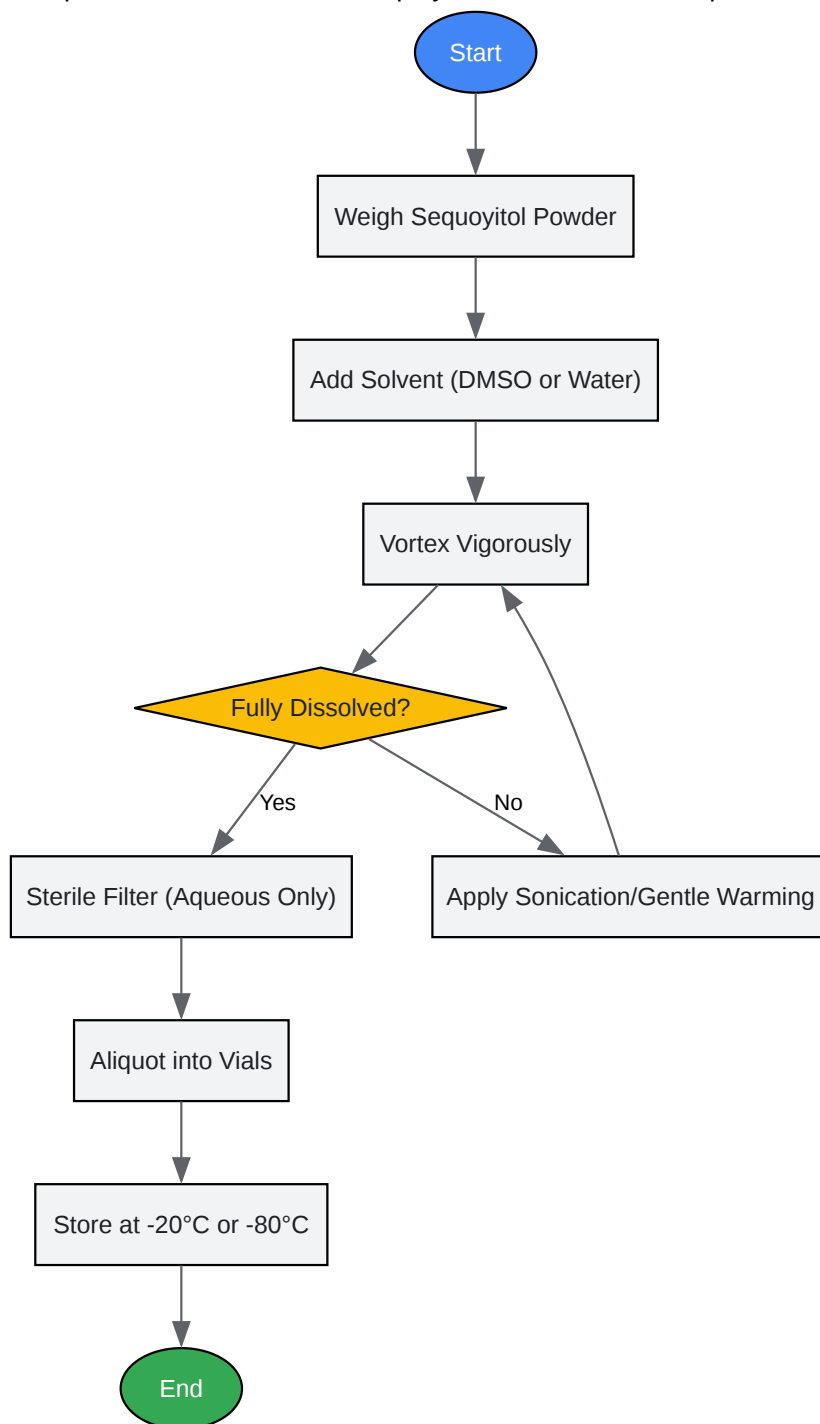 Start
Weigh Sequoyitol Powder
Add Solvent (DMSO or Water)
Vortex Vigorously
Fully Dissolved?
Yes
No
Sterile Filter (Aqueous Only)
Apply Sonication/Gentle Warming
Aliquot into Vials
Store at -20°C or -80°C
End